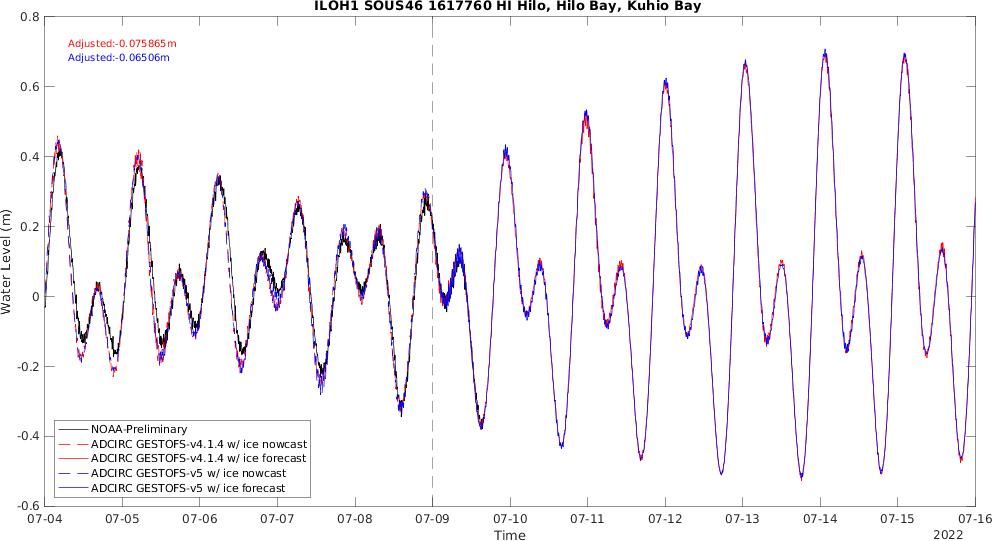 ILOH1 SOUS46 1617760 HI Hilo, Hilo Bay, Kuhio Bay
Adjusted:-0.075865m
Adjusted:-0.06506m
0.8
0.6
0.4
0.2
0
-0.2
-0.4
-0.6
Water Level (m)
NOAA-Preliminary
ADCIRC GESTOFS-v4.1.4 w/ ice nowcast
ADCIRC GESTOFS-v4.1.4 w/ ice forecast
ADCIRC GESTOFS-v5 w/ ice nowcast
ADCIRC GESTOFS-v5 w/ ice forecast
07-04 07-05 07-06 07-07 07-08 07-09 07-10 07-11 07-12 07-13 07-14 07-15 07-16
Time
2022